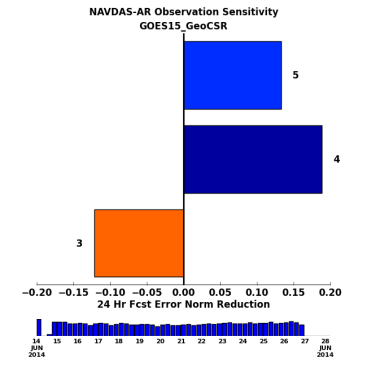 NAVDAS-AR Observation Sensitivity
GOES15_GeoCSR
5
4
3
−0.20 −0.15 −0.10 −0.05 0.00 0.05 0.10 0.15 0.20
24 Hr Fcst Error Norm Reduction
14 15 16 17 18 19 20 21 22 23 24 25 26 27 28
JUN JUN
2014 2014